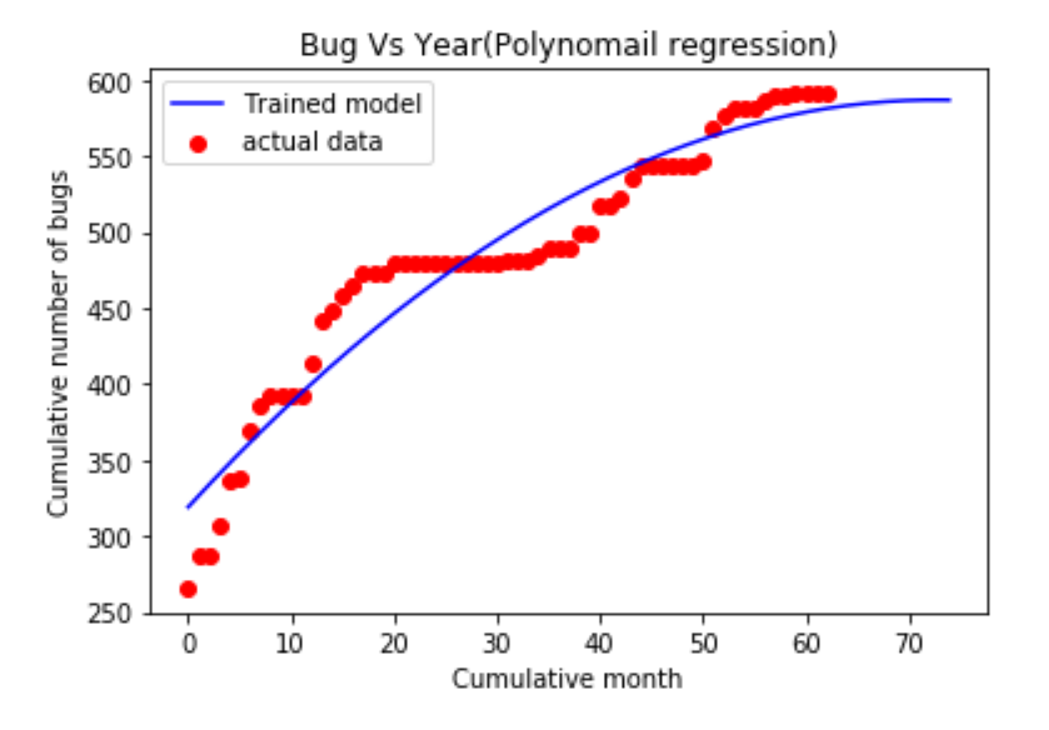 Bug Vs Year(Polynomail regression)
600
550
500
450
400
350
300
250
Cumulative number of bugs
Trained model
actual data
0 10 20 30 40 50 60 70
Cumulative month